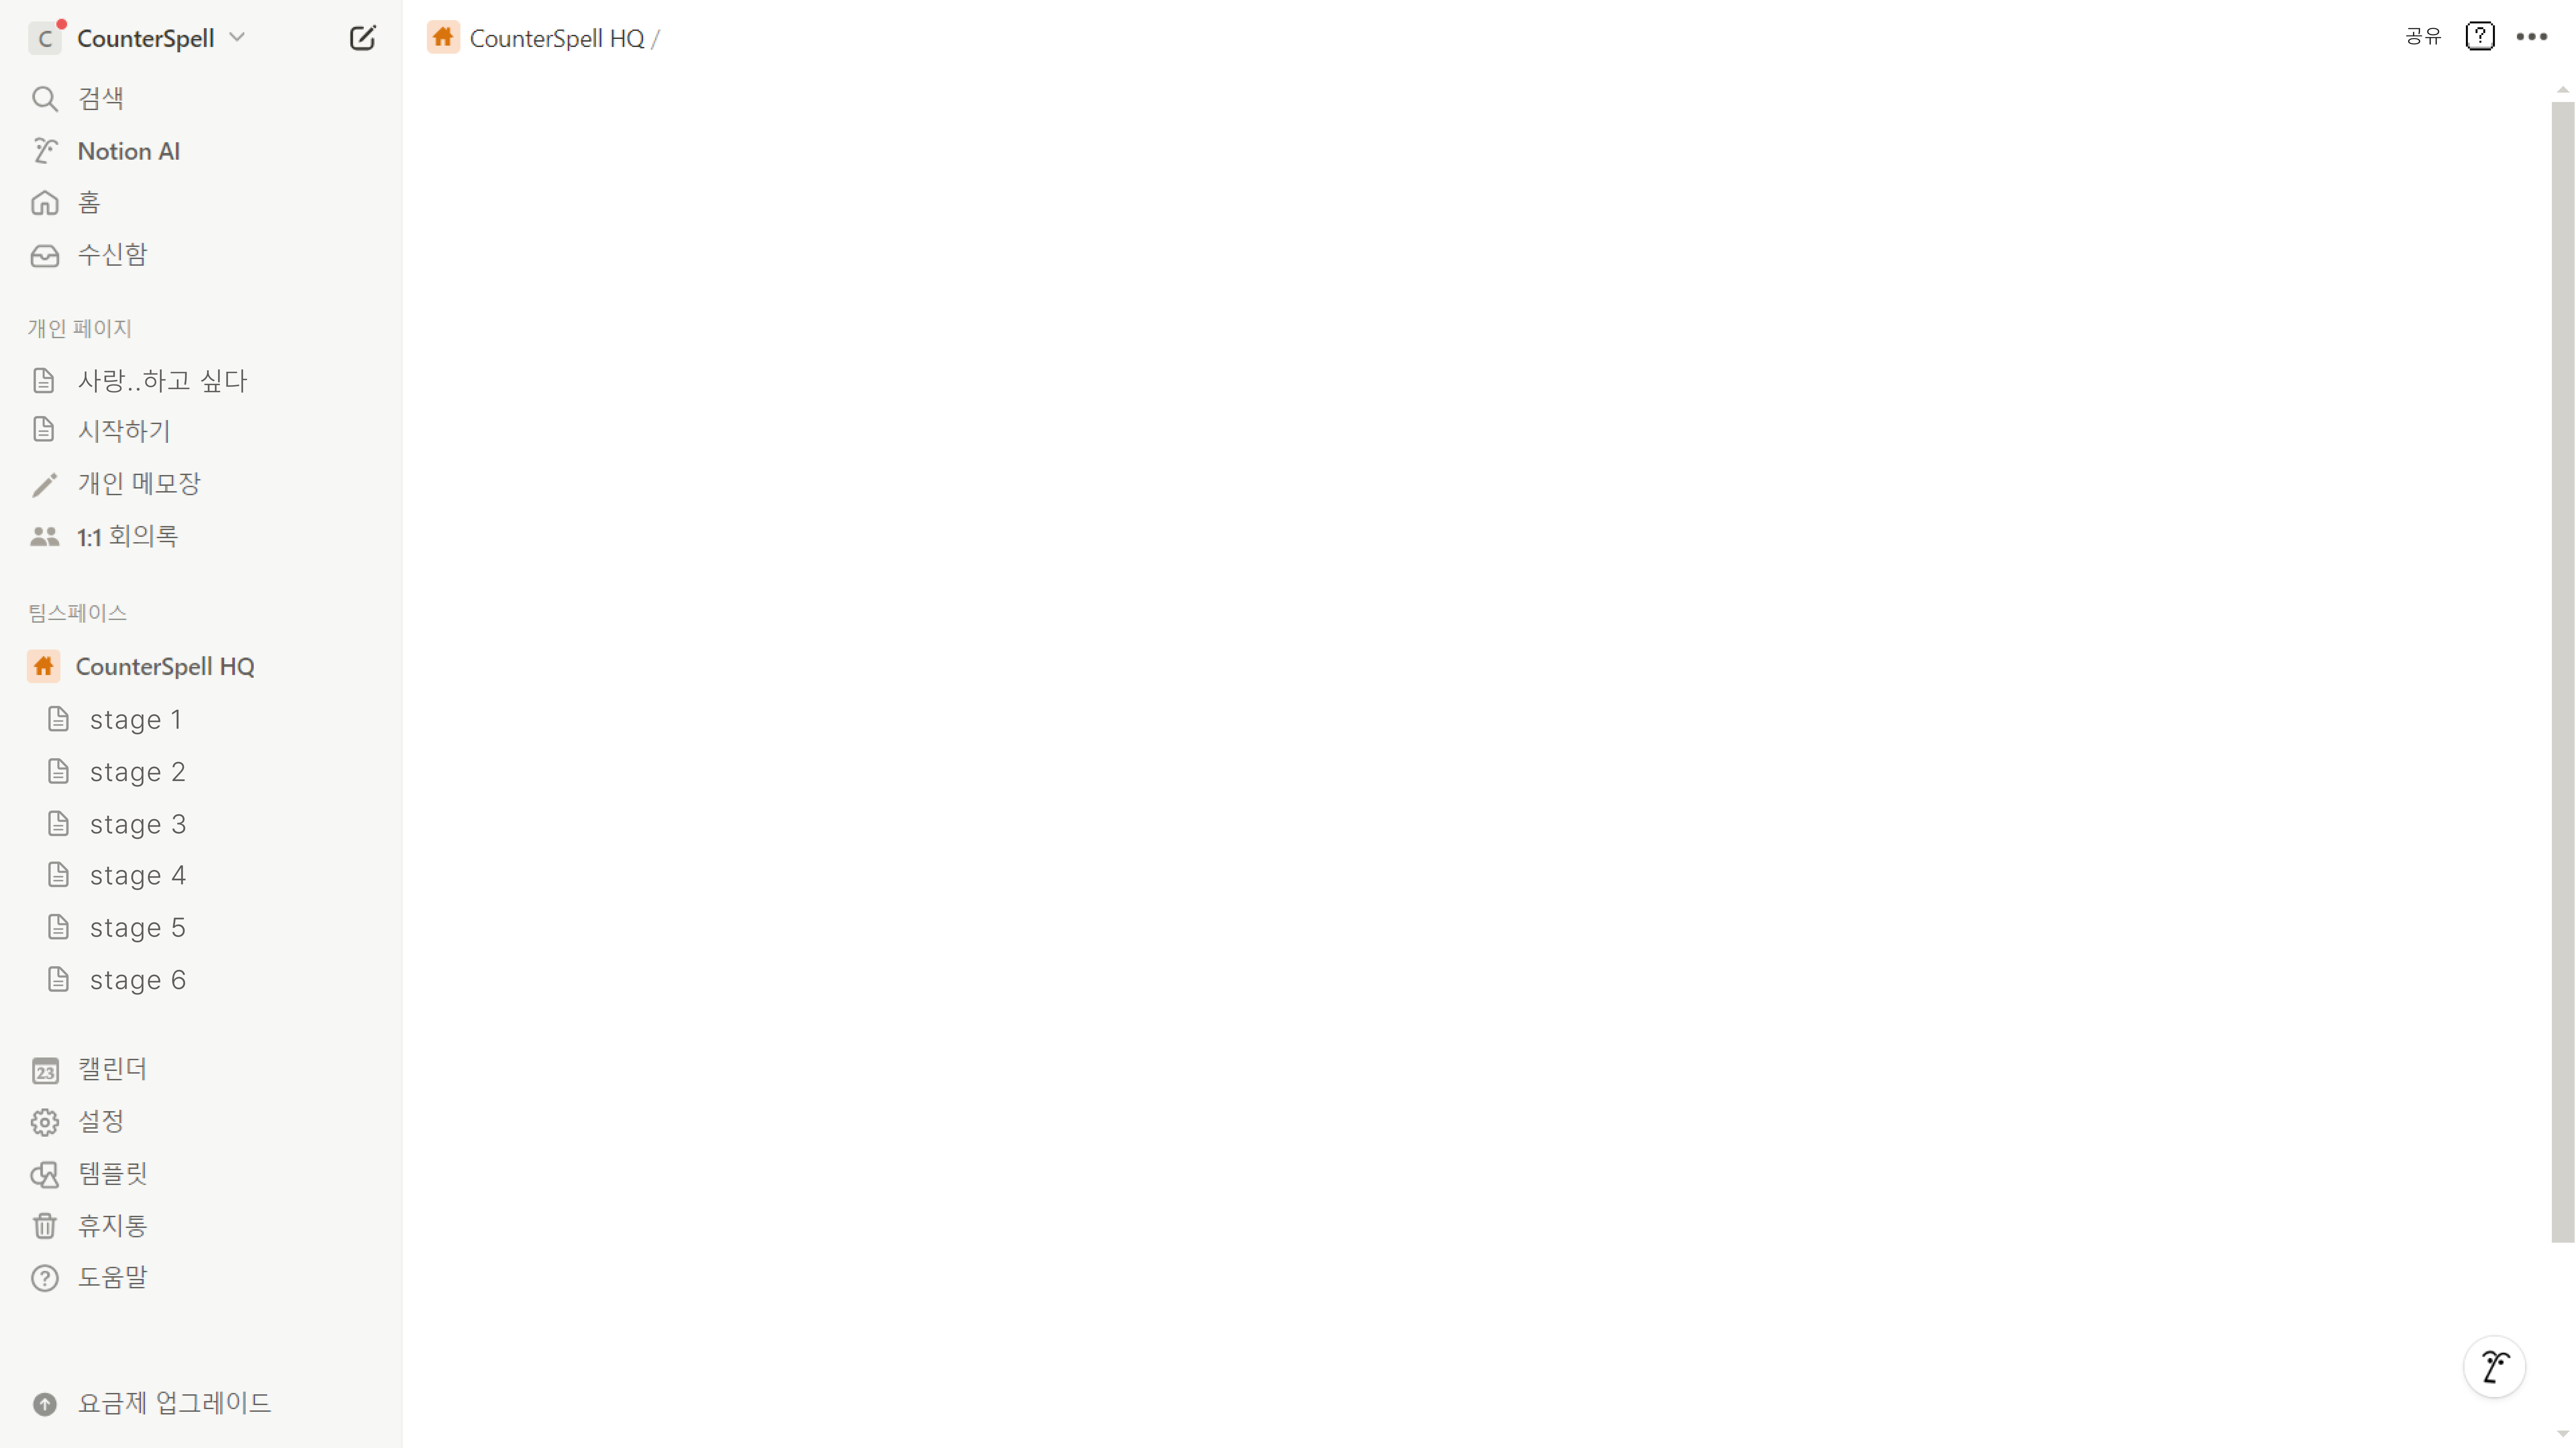 C CounterSpell
검색
Notion AI
홈
수신함
개인 페이지
사랑..하고 싶다
시작하기
개인 메모장
1:1 회의록
팀스페이스
CounterSpell HQ
stage 1
stage 2
stage 3
stage 4
stage 5
stage 6
23 캘린더
설정
템플릿
휴지통
? 도움말
요금제 업그레이드
CounterSpell HQ /
공유 ?